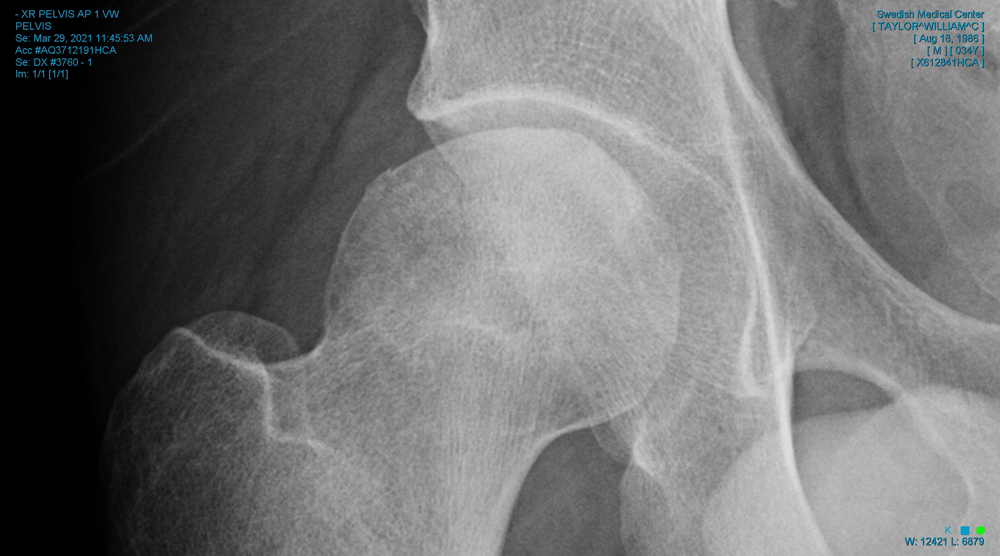 - XR PELVIS AP 1 VW
PELVIS
Se: Mar 29, 2021 11:45:53 AM
Acc #AQ3712191HCA
Se: DX #3760 - 1
Im: 1/1 [1/1]
Swedish Medical Center
[ TAYLOR^WILLIAM^C ]
[ Aug 18, 1986 ]
[ M ] [ 034Y ]
[ X612841HCA ]
K
W: 12421 L: 6879